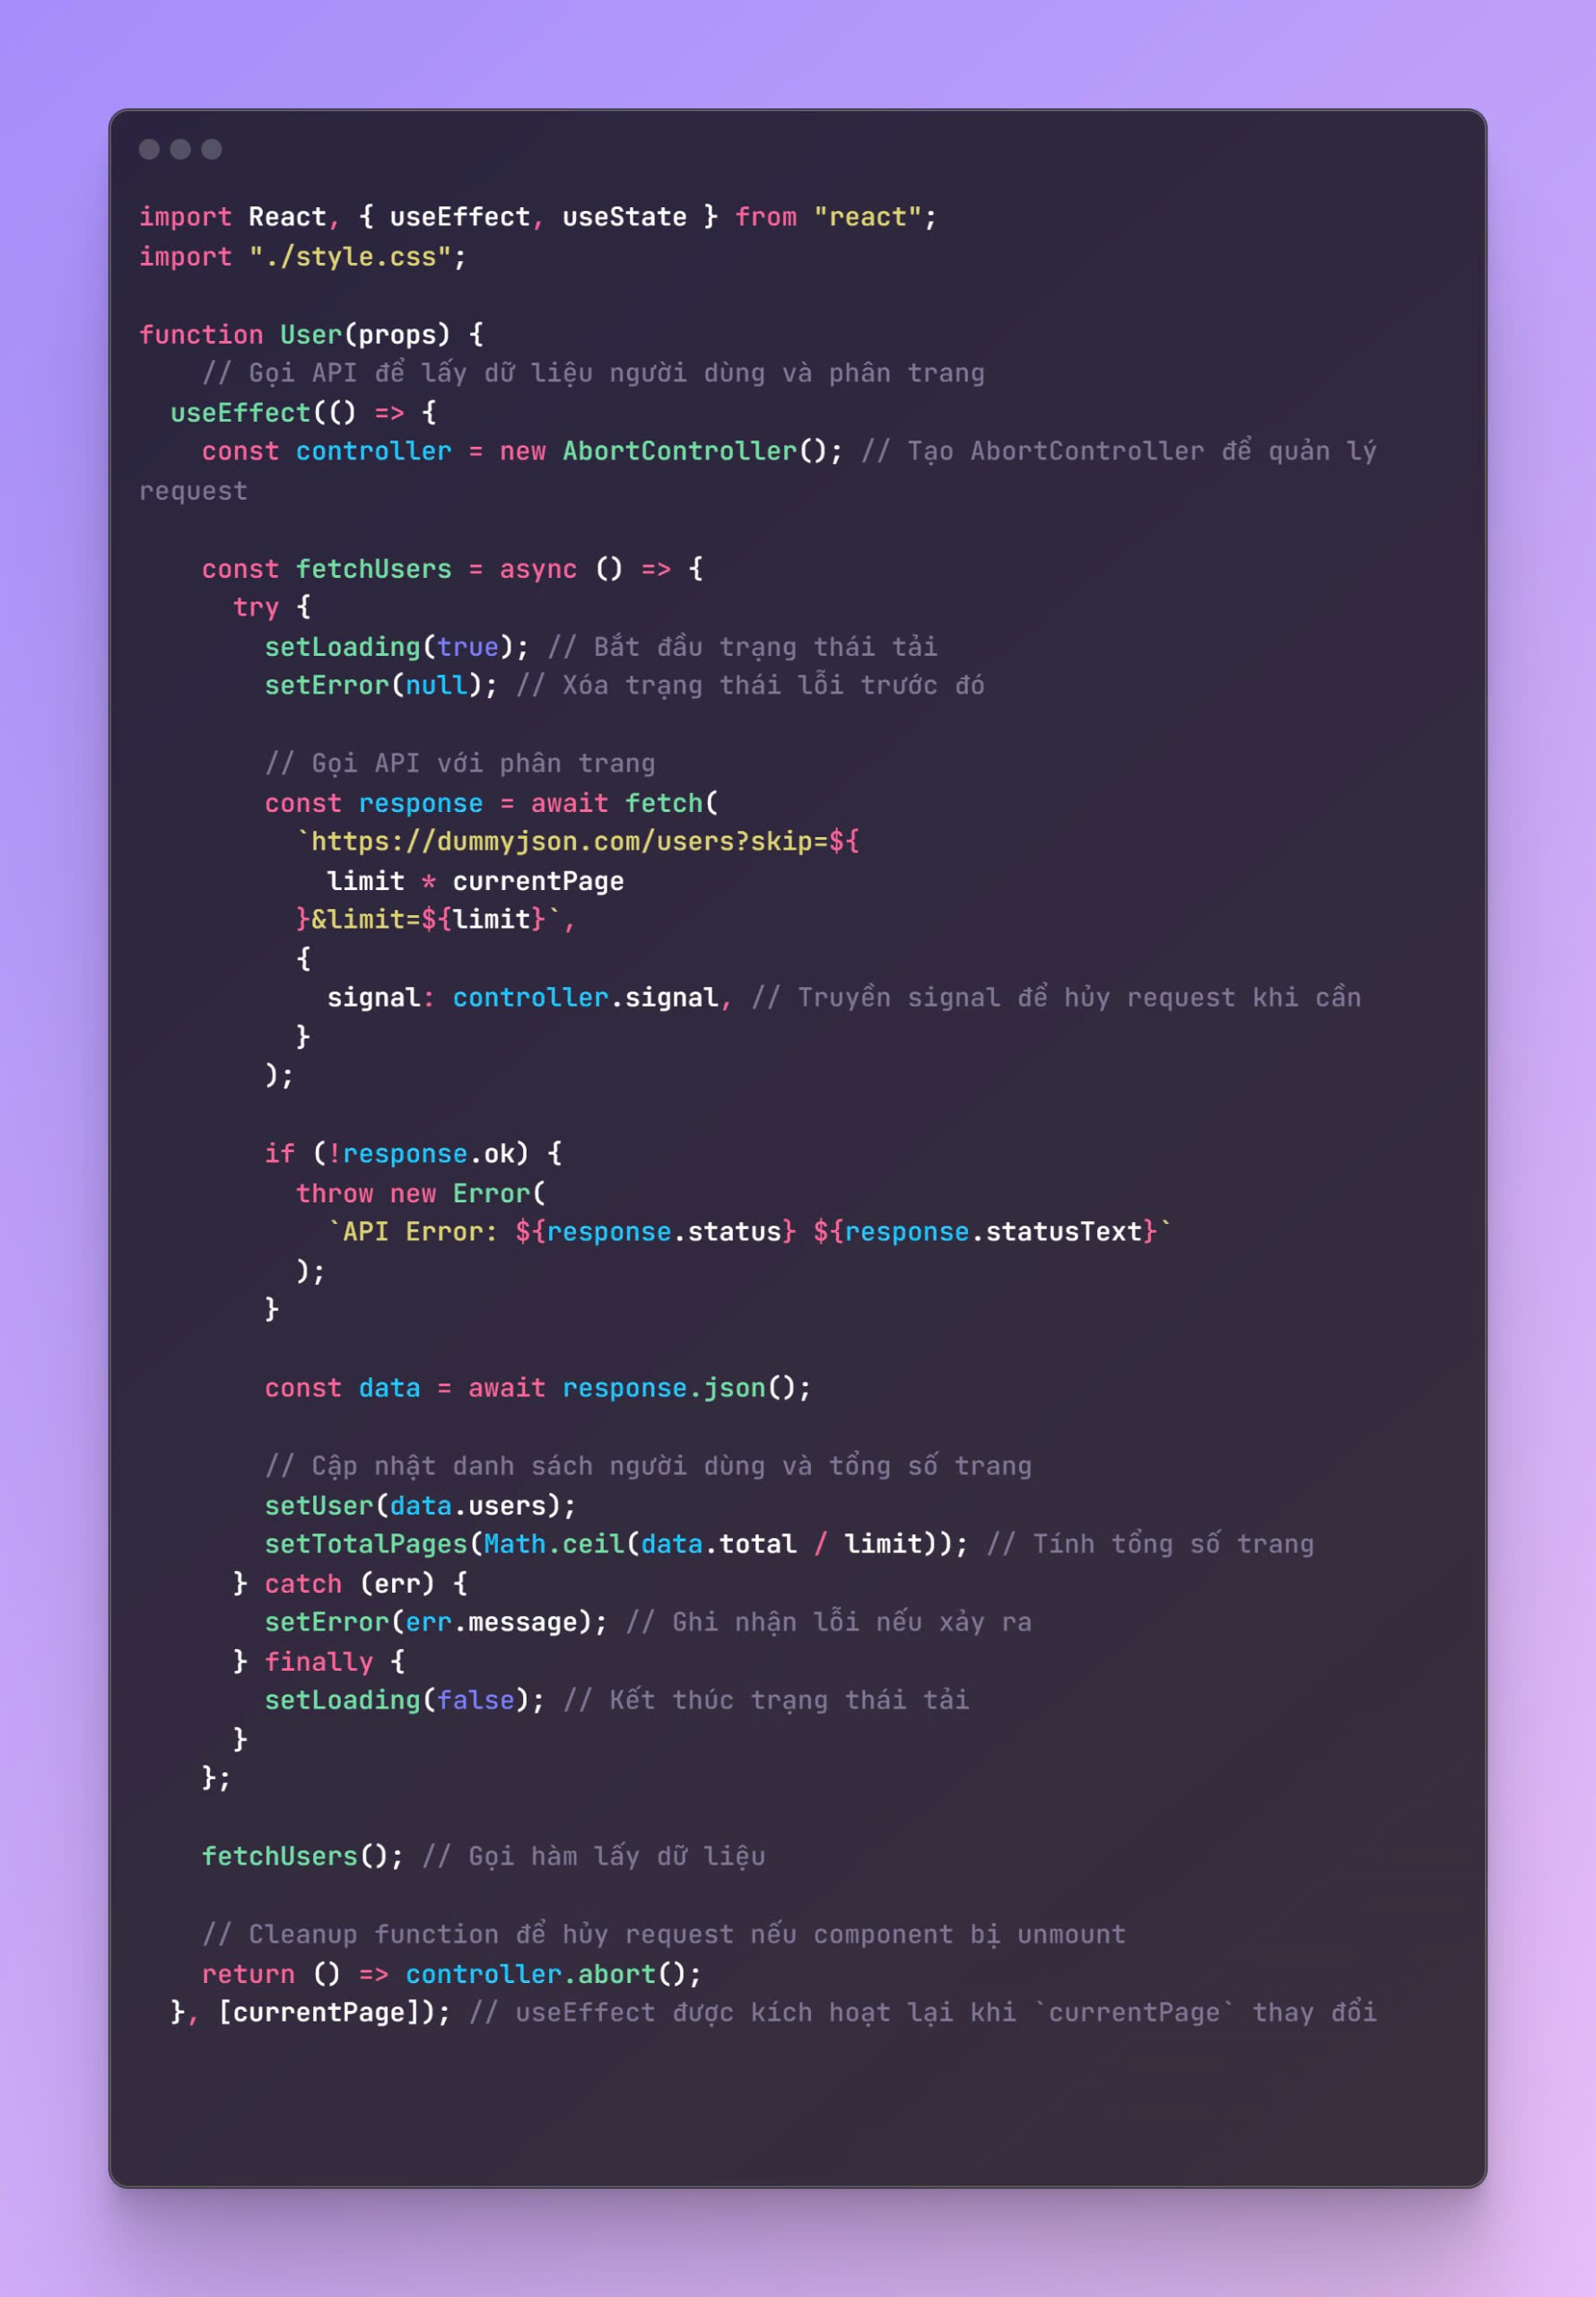 import React, { useEffect, useState } from "react";
import "./style.css";

function User(props) {
    // Gọi API để lấy dữ liệu người dùng và phân trang
  useEffect(() => {
    const controller = new AbortController(); // Tạo AbortController để quản lý
request

    const fetchUsers = async () => {
      try {
        setLoading(true); // Bắt đầu trạng thái tải
        setError(null); // Xóa trạng thái lỗi trước đó

        // Gọi API với phân trang
        const response = await fetch(
          `https://dummyjson.com/users?skip=${
            limit * currentPage
          }&limit=${limit}`,
          {
            signal: controller.signal, // Truyền signal để hủy request khi cần
          }
        );

        if (!response.ok) {
          throw new Error(
            `API Error: ${response.status} ${response.statusText}`
          );
        }

        const data = await response.json();

        // Cập nhật danh sách người dùng và tổng số trang
        setUser(data.users);
        setTotalPages(Math.ceil(data.total / limit)); // Tính tổng số trang
      } catch (err) {
        setError(err.message); // Ghi nhận lỗi nếu xảy ra
      } finally {
        setLoading(false); // Kết thúc trạng thái tải
      }
    };

    fetchUsers(); // Gọi hàm lấy dữ liệu

    // Cleanup function để hủy request nếu component bị unmount
    return () => controller.abort();
  }, [currentPage]); // useEffect được kích hoạt lại khi `currentPage` thay đổi